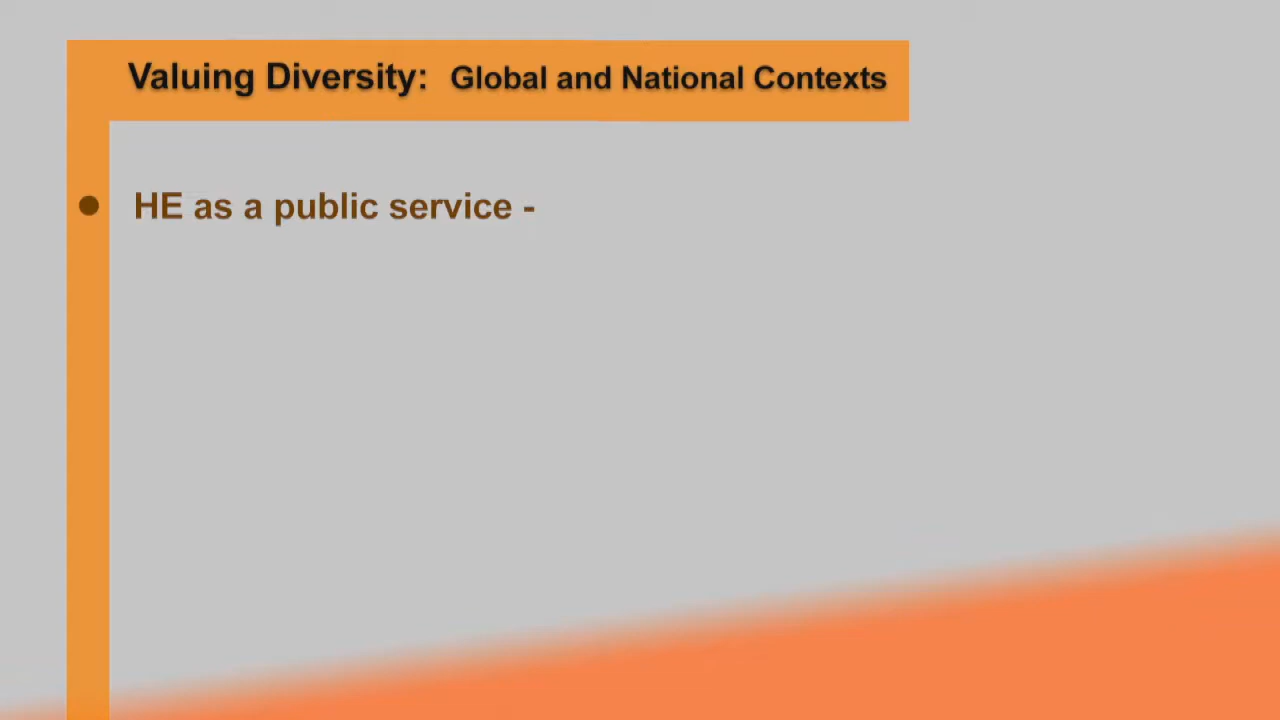 Valuing Diversity: Global and National Contexts
• HE as a public service -